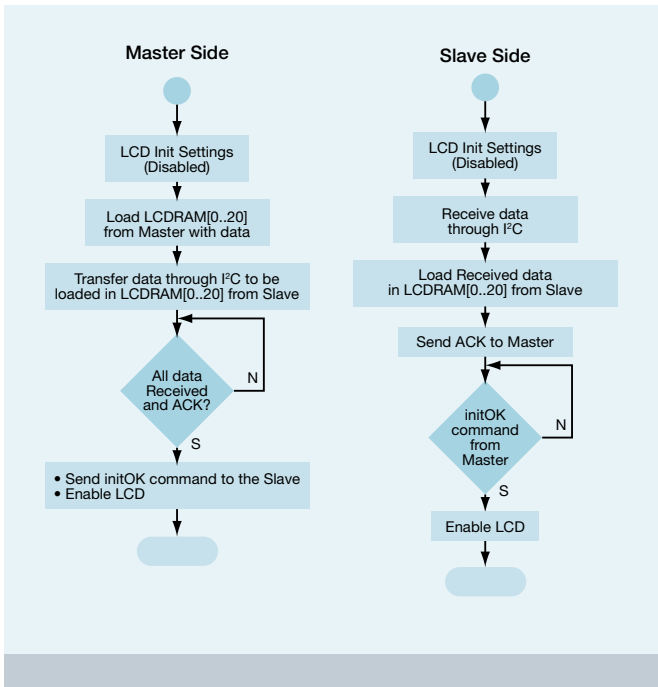 Master Side
LCD Init Settings
(Disabled)
Load LCDRAM[0..20]
from Master with data
Transfer data through I²C to be
loaded in LCDRAM[0..20] from Slave
All data
Received
and ACK?
N
S
• Send initOK command to the Slave
• Enable LCD
Slave Side
LCD Init Settings
(Disabled)
Receive data
through I²C
Load Received data
in LCDRAM[0..20] from Slave
Send ACK to Master
initOK
command
from
Master
N
S
Enable LCD